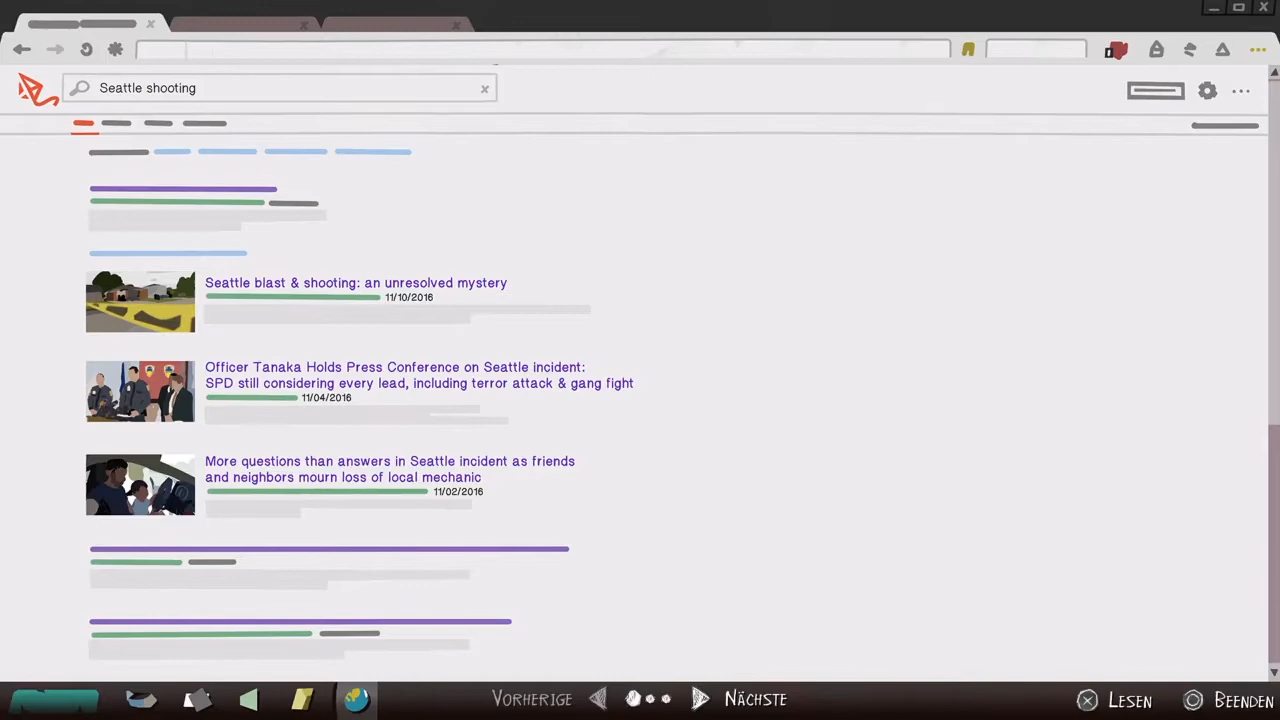 Seattle shooting
Seattle blast & shooting: an unresolved mystery
11/10/2016
Officer Tanaka Holds Press Conference on Seattle incident:
SPD still considering every lead, including terror attack & gang fight
11/04/2016
More questions than answers in Seattle incident as friends
and neighbors mourn loss of local mechanic
11/02/2016
VORHERIGE NÄCHSTE LESEN BEENDEN